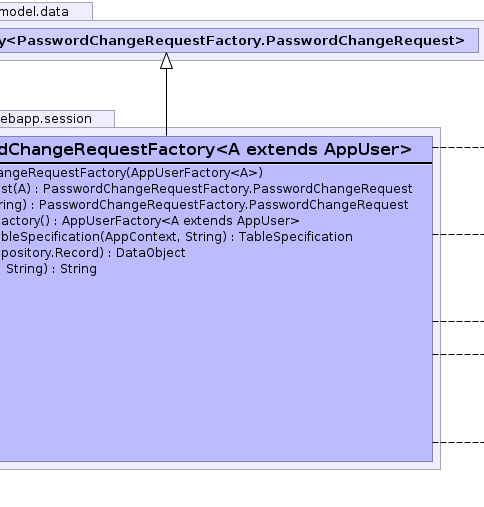 model.data
y<PasswordChangeRequestFactory.PasswordChangeRequest>
ebapp.session
dChangeRequestFactory<A extends AppUser>
angeRequestFactory(AppUserFactory<A>)
st(A) : PasswordChangeRequestFactory.PasswordChangeRequest
ring) : PasswordChangeRequestFactory.PasswordChangeRequest
actory() : AppUserFactory<A extends AppUser>
ableSpecification(AppContext, String) : TableSpecification
pository.Record) : DataObject
, String) : String